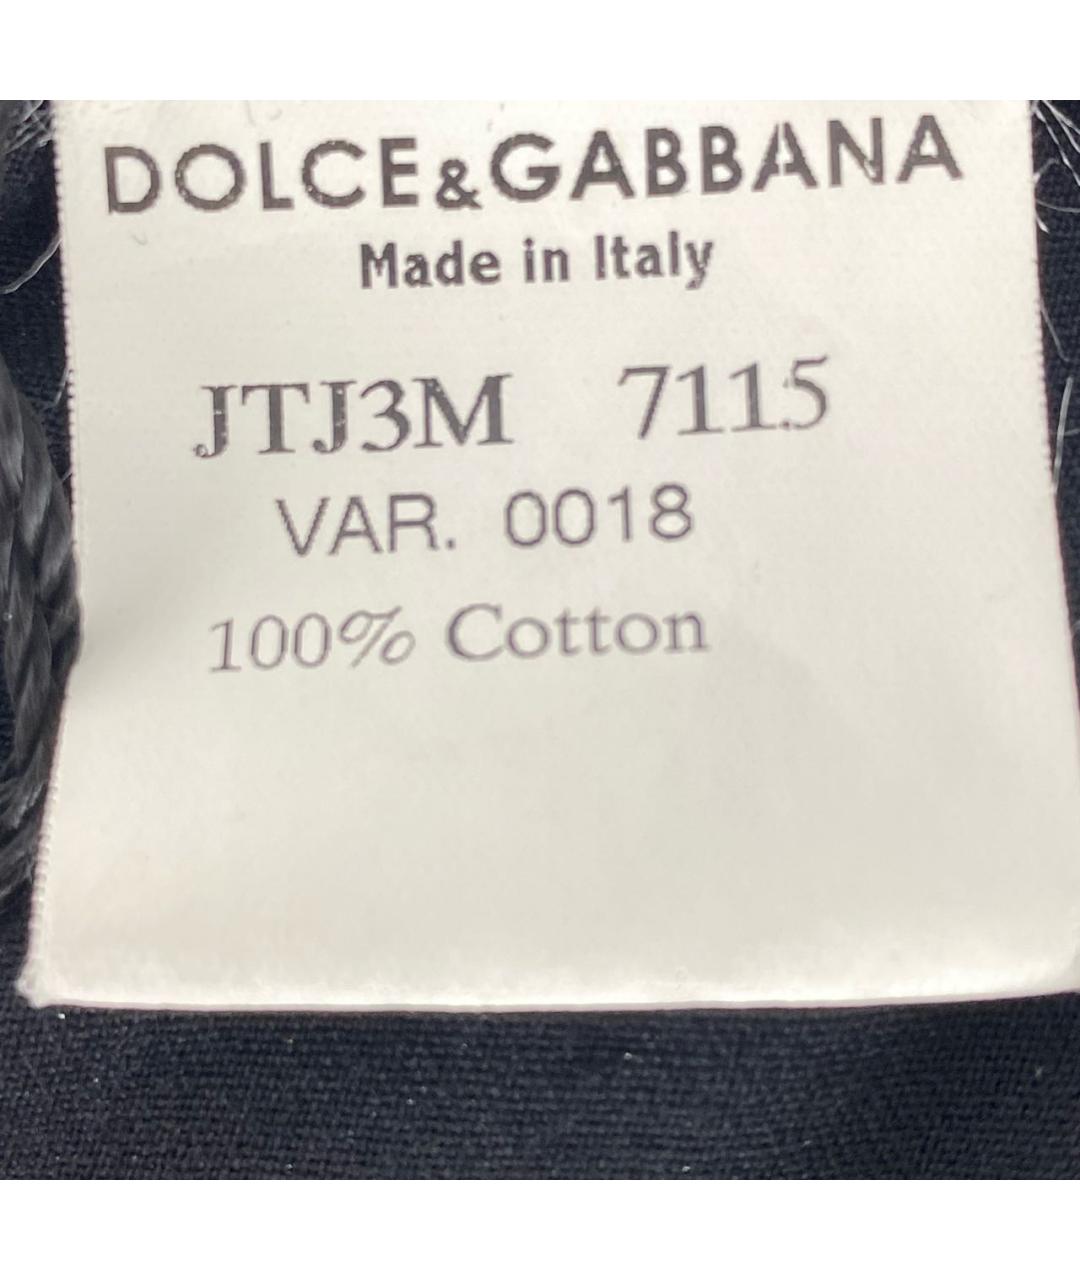 DOLCE&GABBANA
Made in Italy
JTJ3M 7115
VAR. 0018
100% Cotton